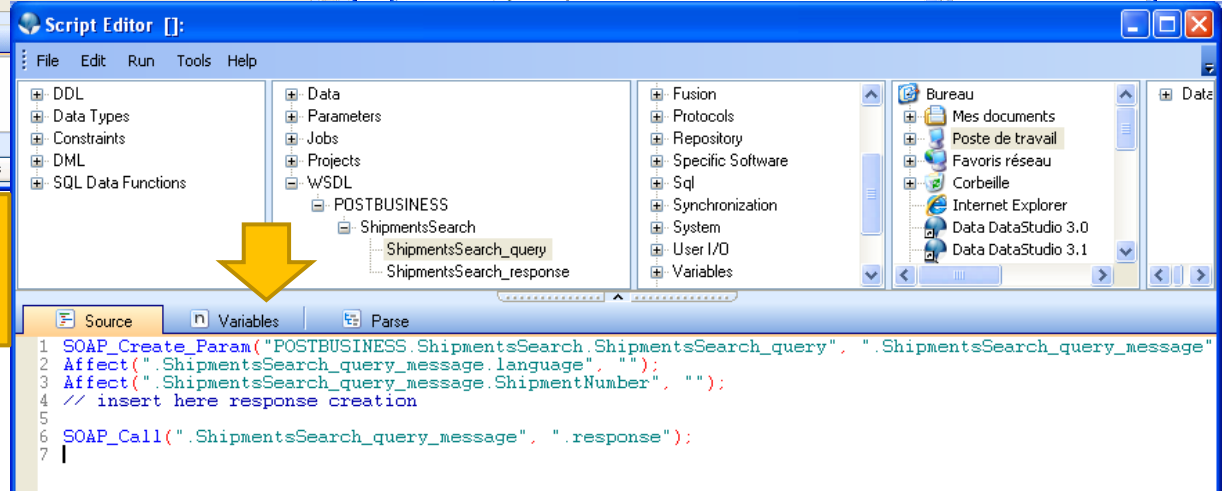 Script Editor []:
File Edit Run Tools Help
DDL
Data Types
Constraints
DML
SQL Data Functions
Data
Parameters
Jobs
Projects
WSDL
POSTBUSINESS
ShipmentsSearch
ShipmentsSearch_query
ShipmentsSearch_response
Fusion
Protocols
Repository
Specific Software
Sql
Synchronization
System
User I/O
Variables
Bureau
Mes documents
Poste de travail
Favoris réseau
Corbeille
Internet Explorer
Data DataStudio 3.0
Data DataStudio 3.1
Data
Source Variables Parse
1 SOAP_Create_Param("POSTBUSINESS.ShipmentsSearch.ShipmentsSearch_query", ".ShipmentsSearch_query_message"
2 Affect(".ShipmentsSearch_query_message.language", "");
3 Affect(".ShipmentsSearch_query_message.ShipmentNumber", "");
4 // insert here response creation
5
6 SOAP_Call(".ShipmentsSearch_query_message", ".response");
7